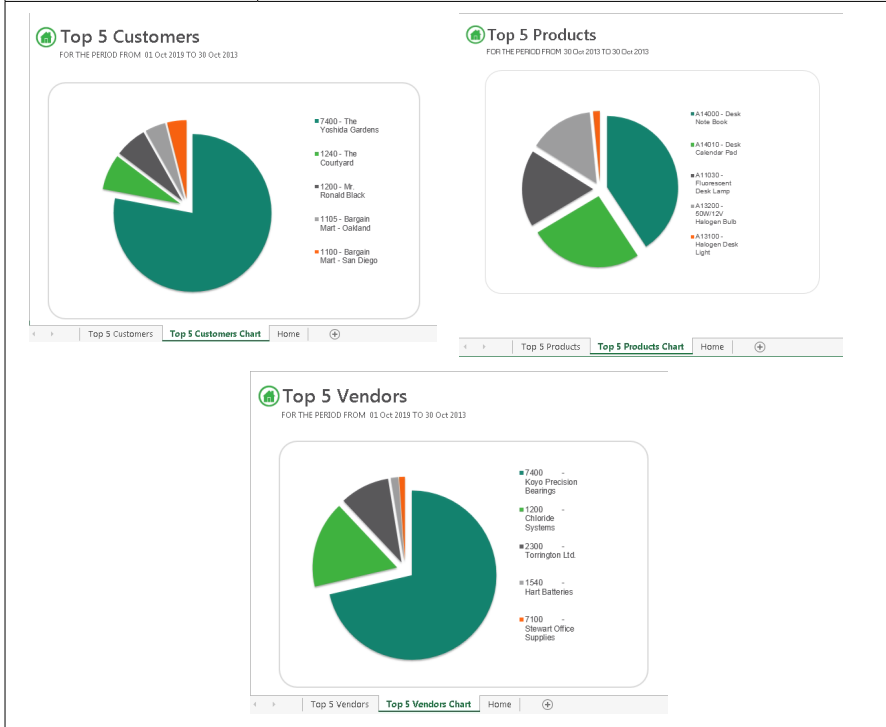 Top 5 Customers
FOR THE PERIOD FROM 01 Oct 2019 TO 30 Oct 2013
7400 - The
Yoshida Gardens
1240 - The
Courtyard
1200 - Mr.
Ronald Black
1105 - Bargain
Mart - Oakland
1100 - Bargain
Mart - San Diego
Top 5 Customers Top 5 Customers Chart Home
Top 5 Products
FOR THE PERIOD FROM 30 Oct 2013 TO 30 Oct 2013
A14000 - Desk
Note Book
A14010 - Desk
Calendar Pad
A11030 -
Fluorescent
Desk Lamp
A13200 -
50W/12V
Halogen Bulb
A13100 -
Halogen Desk
Light
Top 5 Products Top 5 Products Chart Home
Top 5 Vendors
FOR THE PERIOD FROM 01 Oct 2019 TO 30 Oct 2013
7400 -
Koyo Precision
Bearings
1200 -
Chloride
Systems
2300 -
Torrington Ltd.
1540 -
Hart Batteries
7100 -
Stewart Office
Supplies
Top 5 Vendors Top 5 Vendors Chart Home